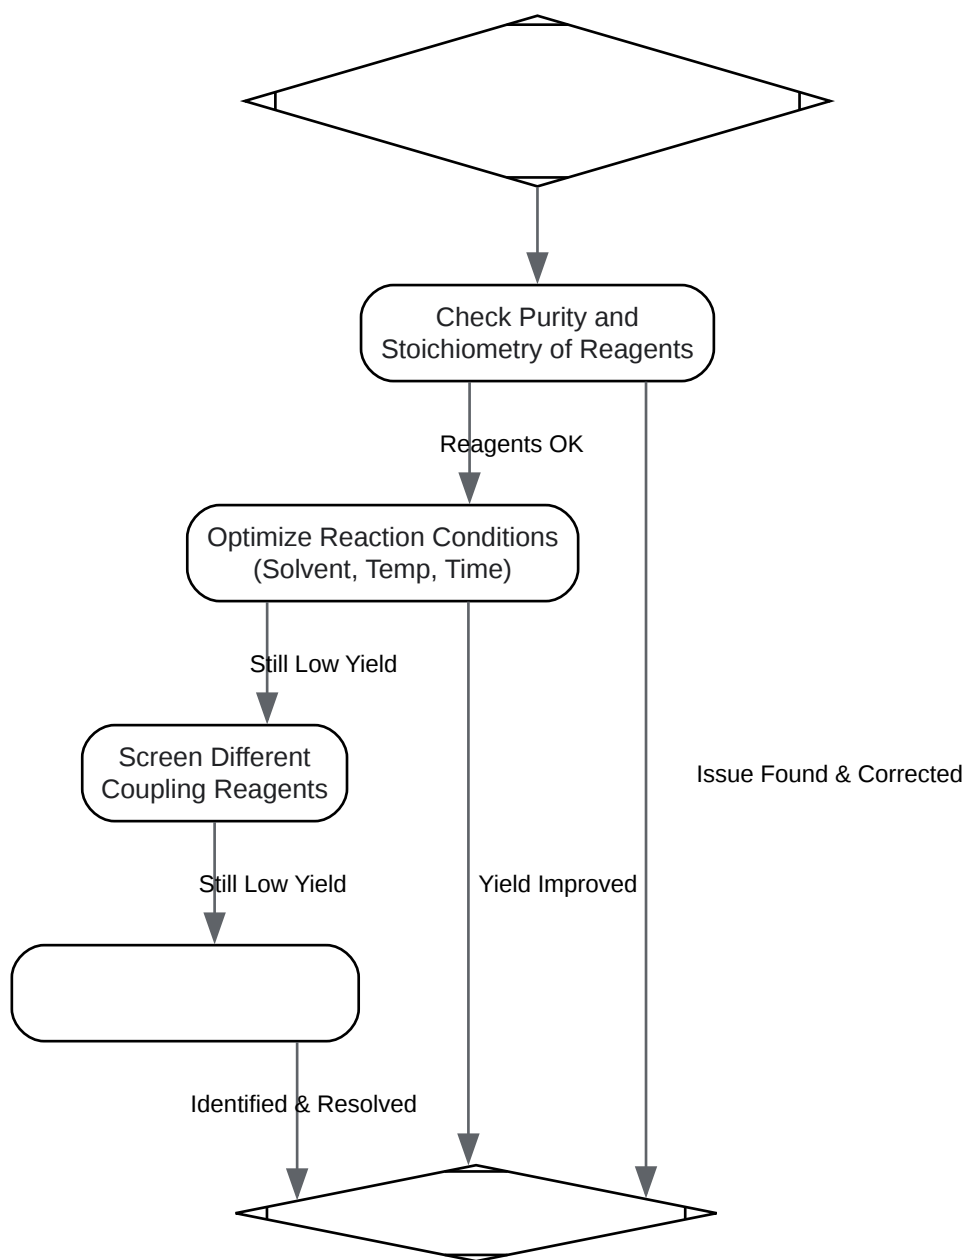 Check Purity and
Stoichiometry of Reagents
Reagents OK
Optimize Reaction Conditions
(Solvent, Temp, Time)
Still Low Yield
Screen Different
Coupling Reagents
Issue Found & Corrected
Still Low Yield
Yield Improved
Identified & Resolved